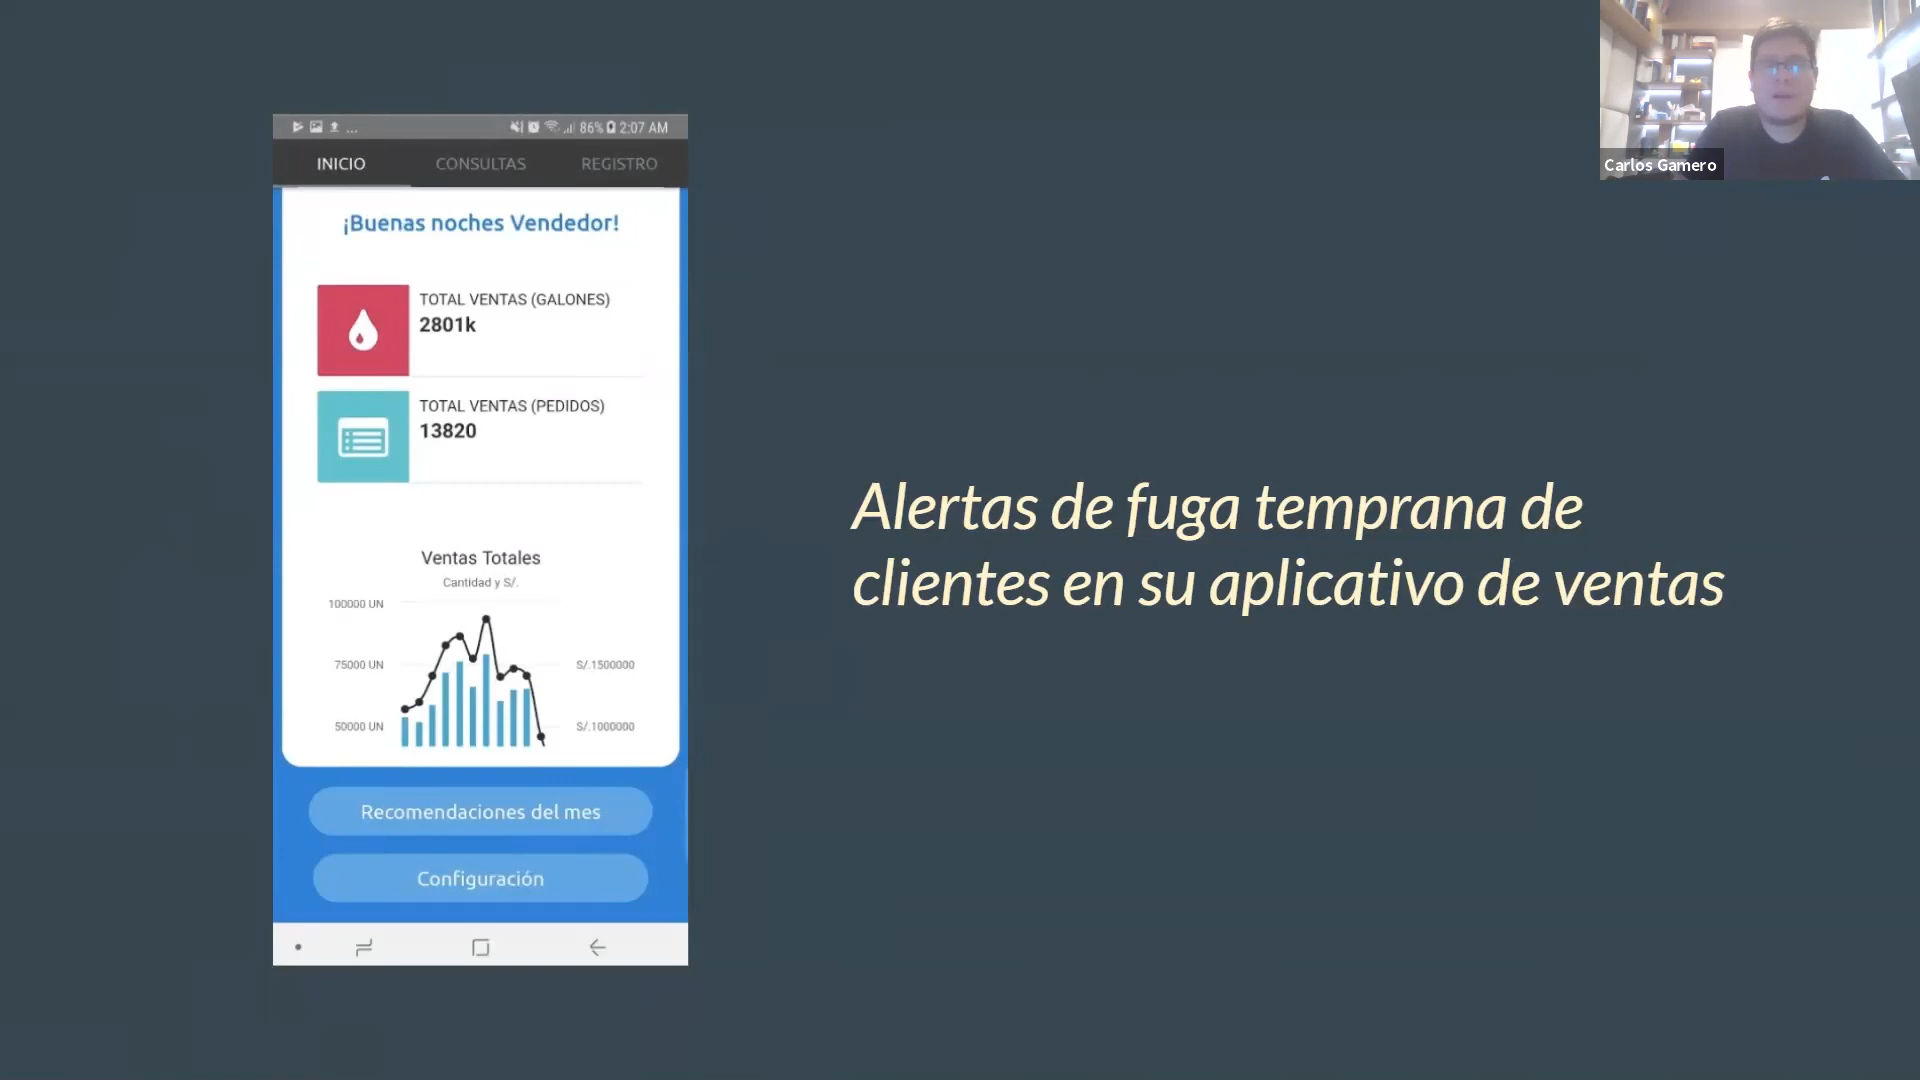 ... 86% 2:07 AM
INICIO CONSULTAS REGISTRO
¡Buenas noches Vendedor!
TOTAL VENTAS (GALONES)
2801k
TOTAL VENTAS (PEDIDOS)
13820
Ventas Totales
Cantidad y S/.
100000 UN
75000 UN S/.1500000
50000 UN S/.1000000
Recomendaciones del mes
Configuración
Alertas de fuga temprana de
clientes en su aplicativo de ventas
Carlos Gamero